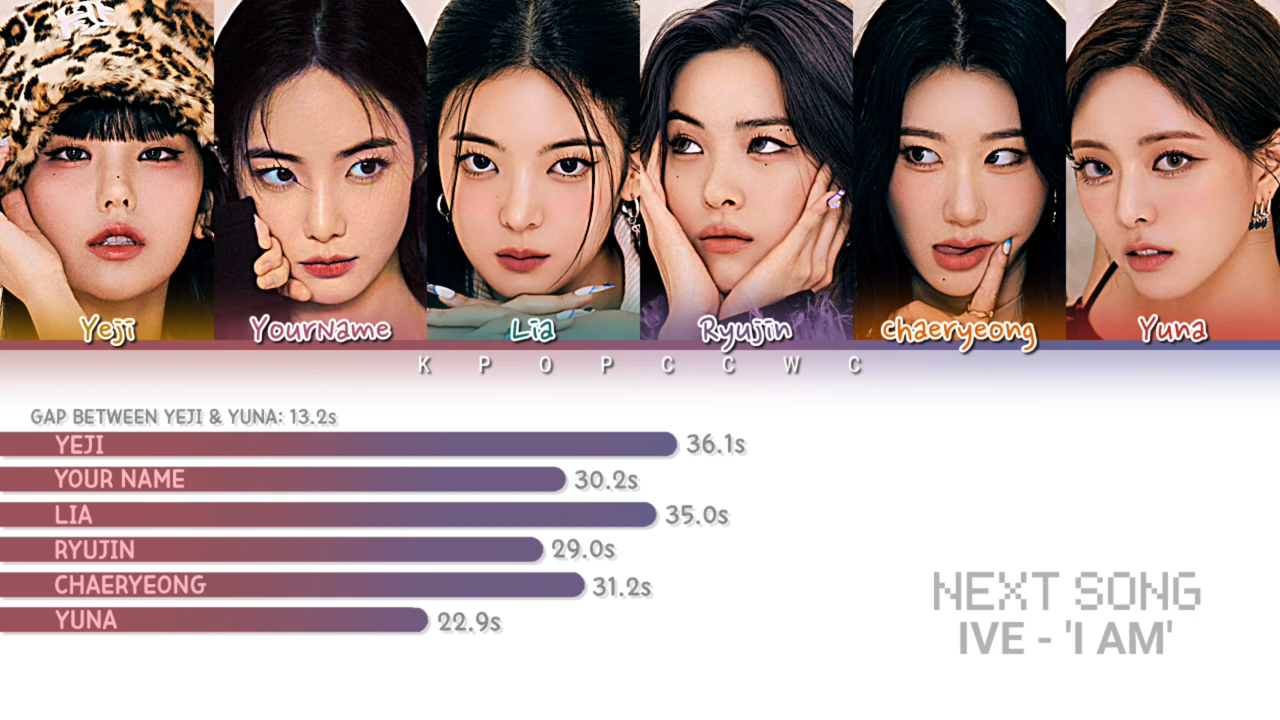 Yeji YourName Lia Ryujin chaeryeong Yuna
K P O P C C W C
GAP BETWEEN YEJI & YUNA: 13.2s
YEJI 36.1s
YOUR NAME 30.2s
LIA 35.0s
RYUJIN 29.0s
CHAERYEONG 31.2s
YUNA 22.9s
NEXT SONG
IVE - 'I AM'